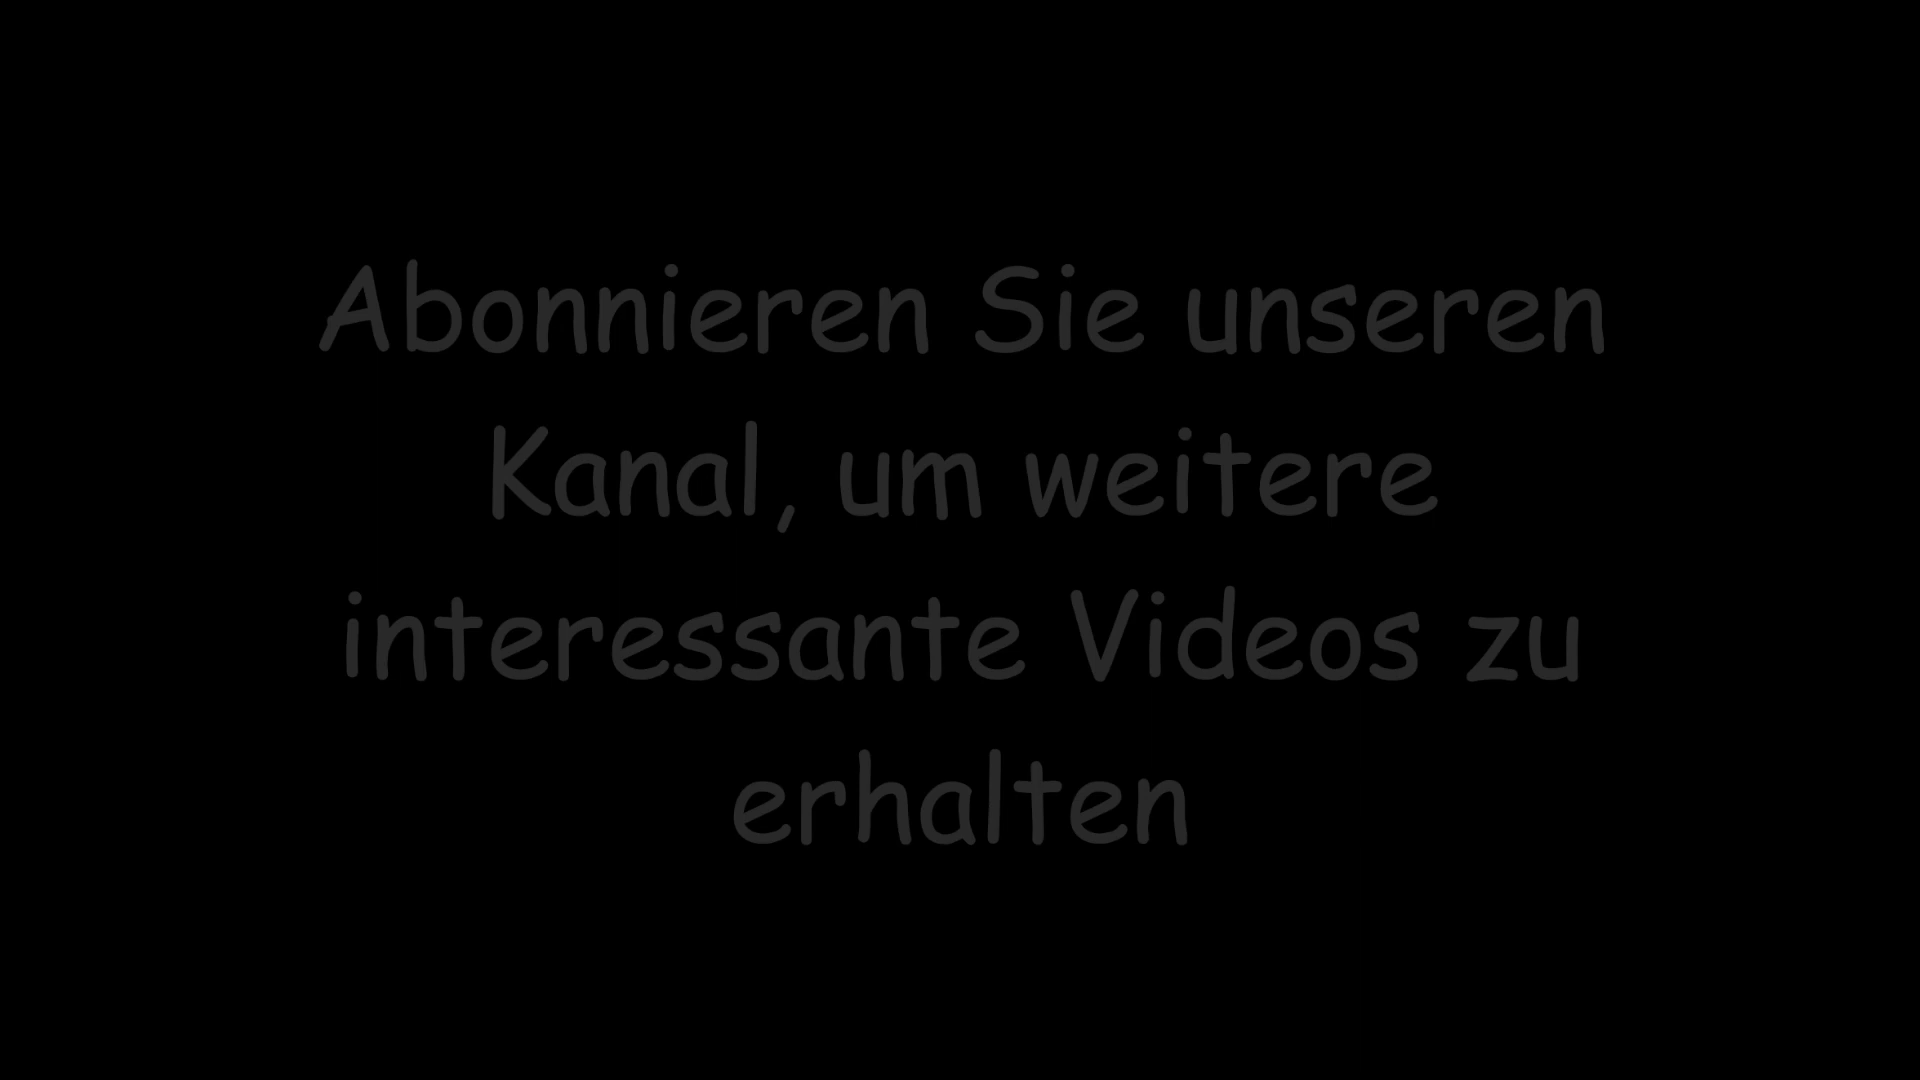 Abonnieren Sie unseren
Kanal, um weitere
interessante Videos zu
erhalten